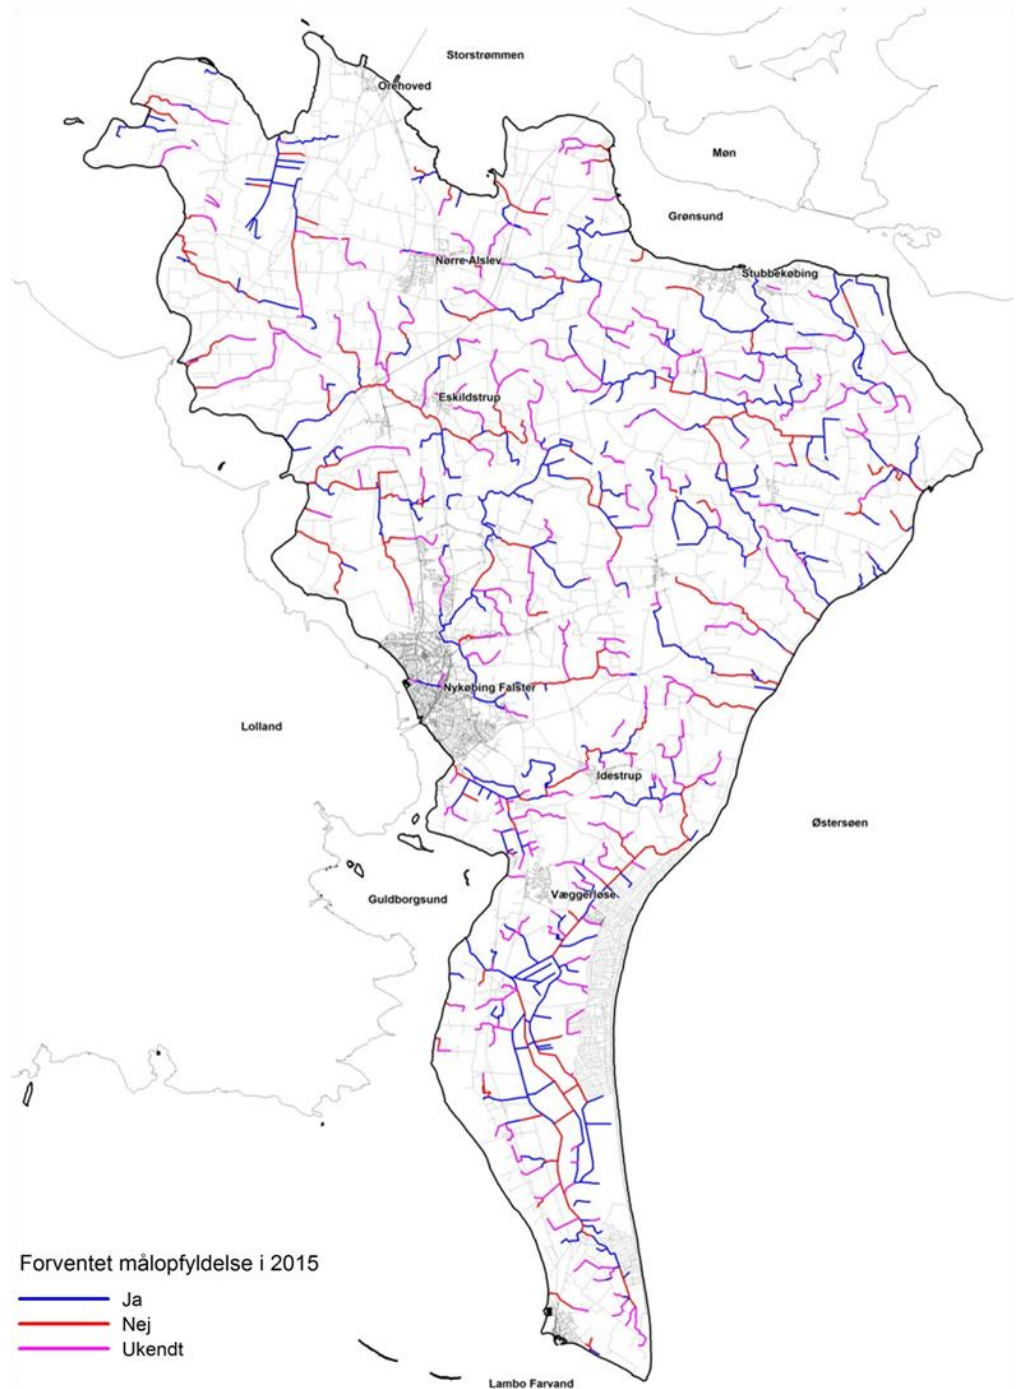 Storstrømmen
Orehoved
Møn
Grønsund
Nørre-Alslev
Stubbekøbing
Eskildstrup
Nykøbing Falster
Lolland
Idestrup
Østersøen
Guldborgsund
Væggerløse
Forventet målopfyldelse i 2015
Ja
Nej
Ukendt
Lambo Farvand